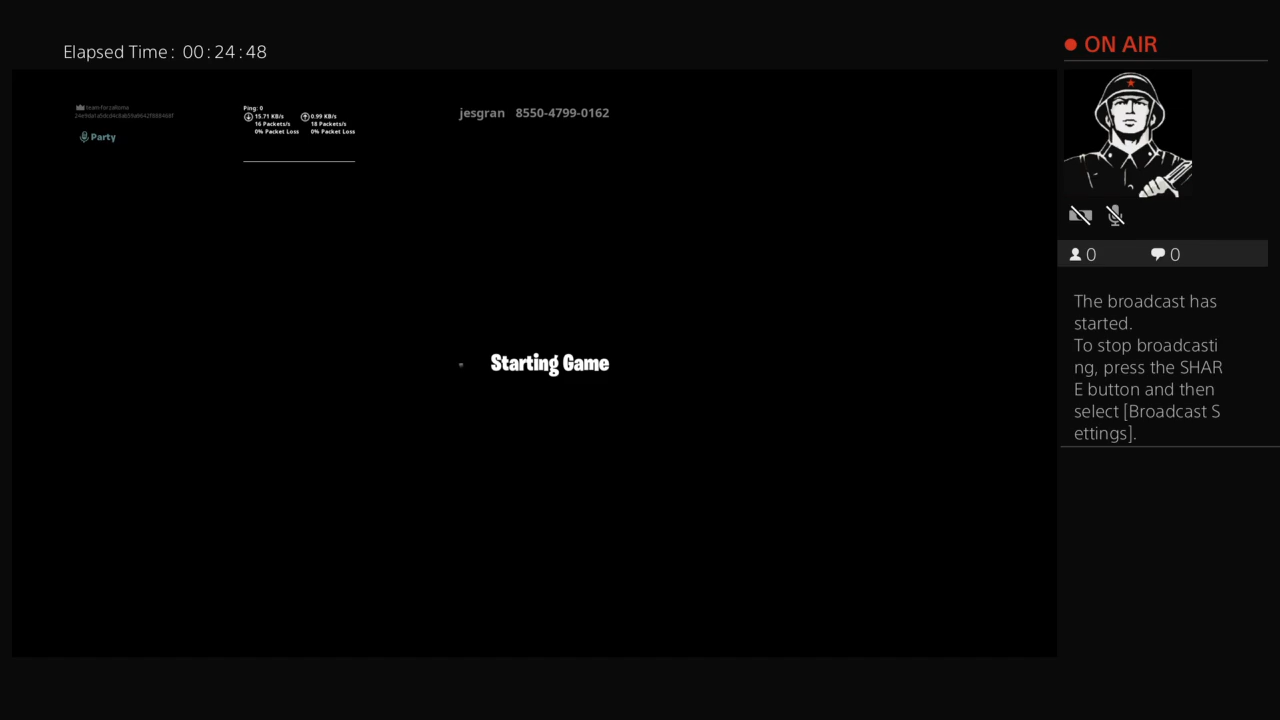 Elapsed Time: 00:24:48
ON AIR
Party
Ping: 0
15.71 KB/s
16 Packets/s
0% Packet Loss
0.99 KB/s
18 Packets/s
0% Packet Loss
jesgran 8550-4799-0162
Starting Game
0 0
The broadcast has
started.
To stop broadcasti
ng, press the SHAR
E button and then
select [Broadcast S
ettings].